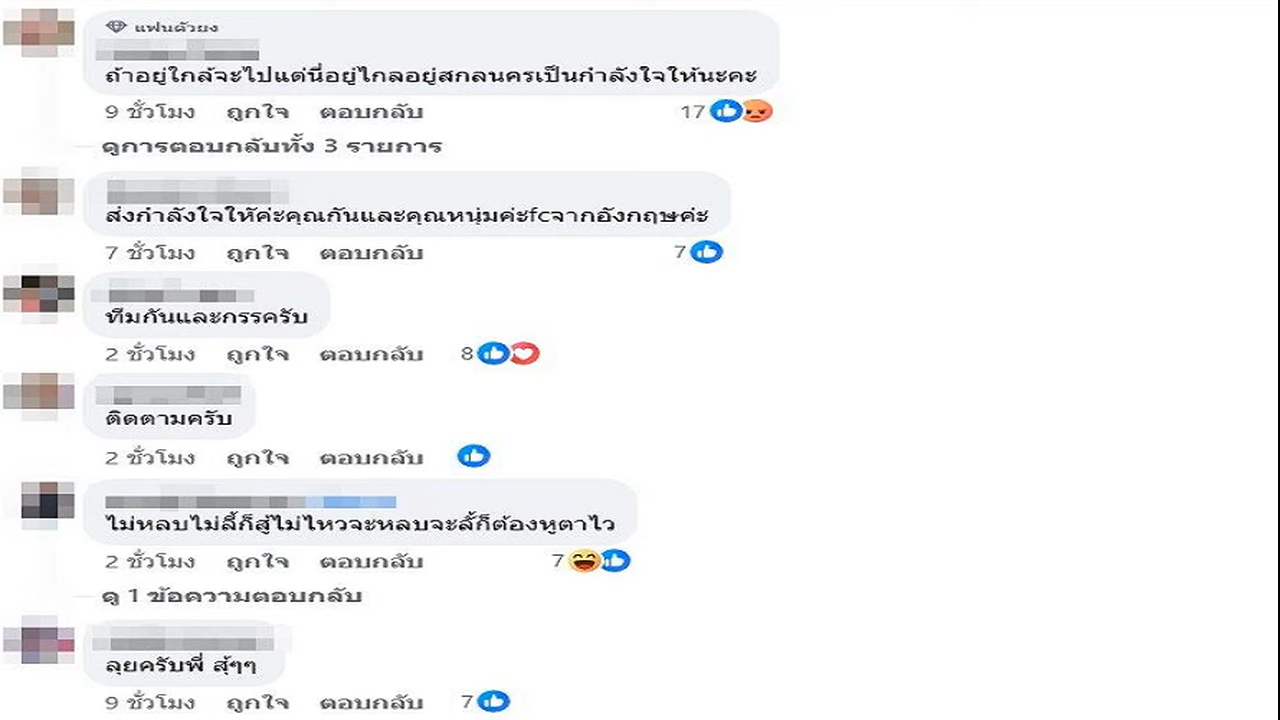 แฟนตัวยง
ถ้าอยู่ใกล้จะไปแต่นี่อยู่ไกลอยู่สกลนครเป็นกำลังใจให้นะคะ
9 ชั่วโมง ถูกใจ ตอบกลับ 17
ดูการตอบกลับทั้ง 3 รายการ
ส่งกำลังใจให้ค่ะคุณกันและคุณหนุ่มค่ะfcจากอังกฤษค่ะ
7 ชั่วโมง ถูกใจ ตอบกลับ 7
ทีมกันและกรรครับ
2 ชั่วโมง ถูกใจ ตอบกลับ 8
ติดตามครับ
2 ชั่วโมง ถูกใจ ตอบกลับ
ไม่หลบไม่ลี้ก็สู้ไม่ไหวจะหลบจะลี้ก็ต้องหูตาไว
2 ชั่วโมง ถูกใจ ตอบกลับ 7
ดู 1 ข้อความตอบกลับ
ลุยครับพี่ สุ้ๆๆ
9 ชั่วโมง ถูกใจ ตอบกลับ 7